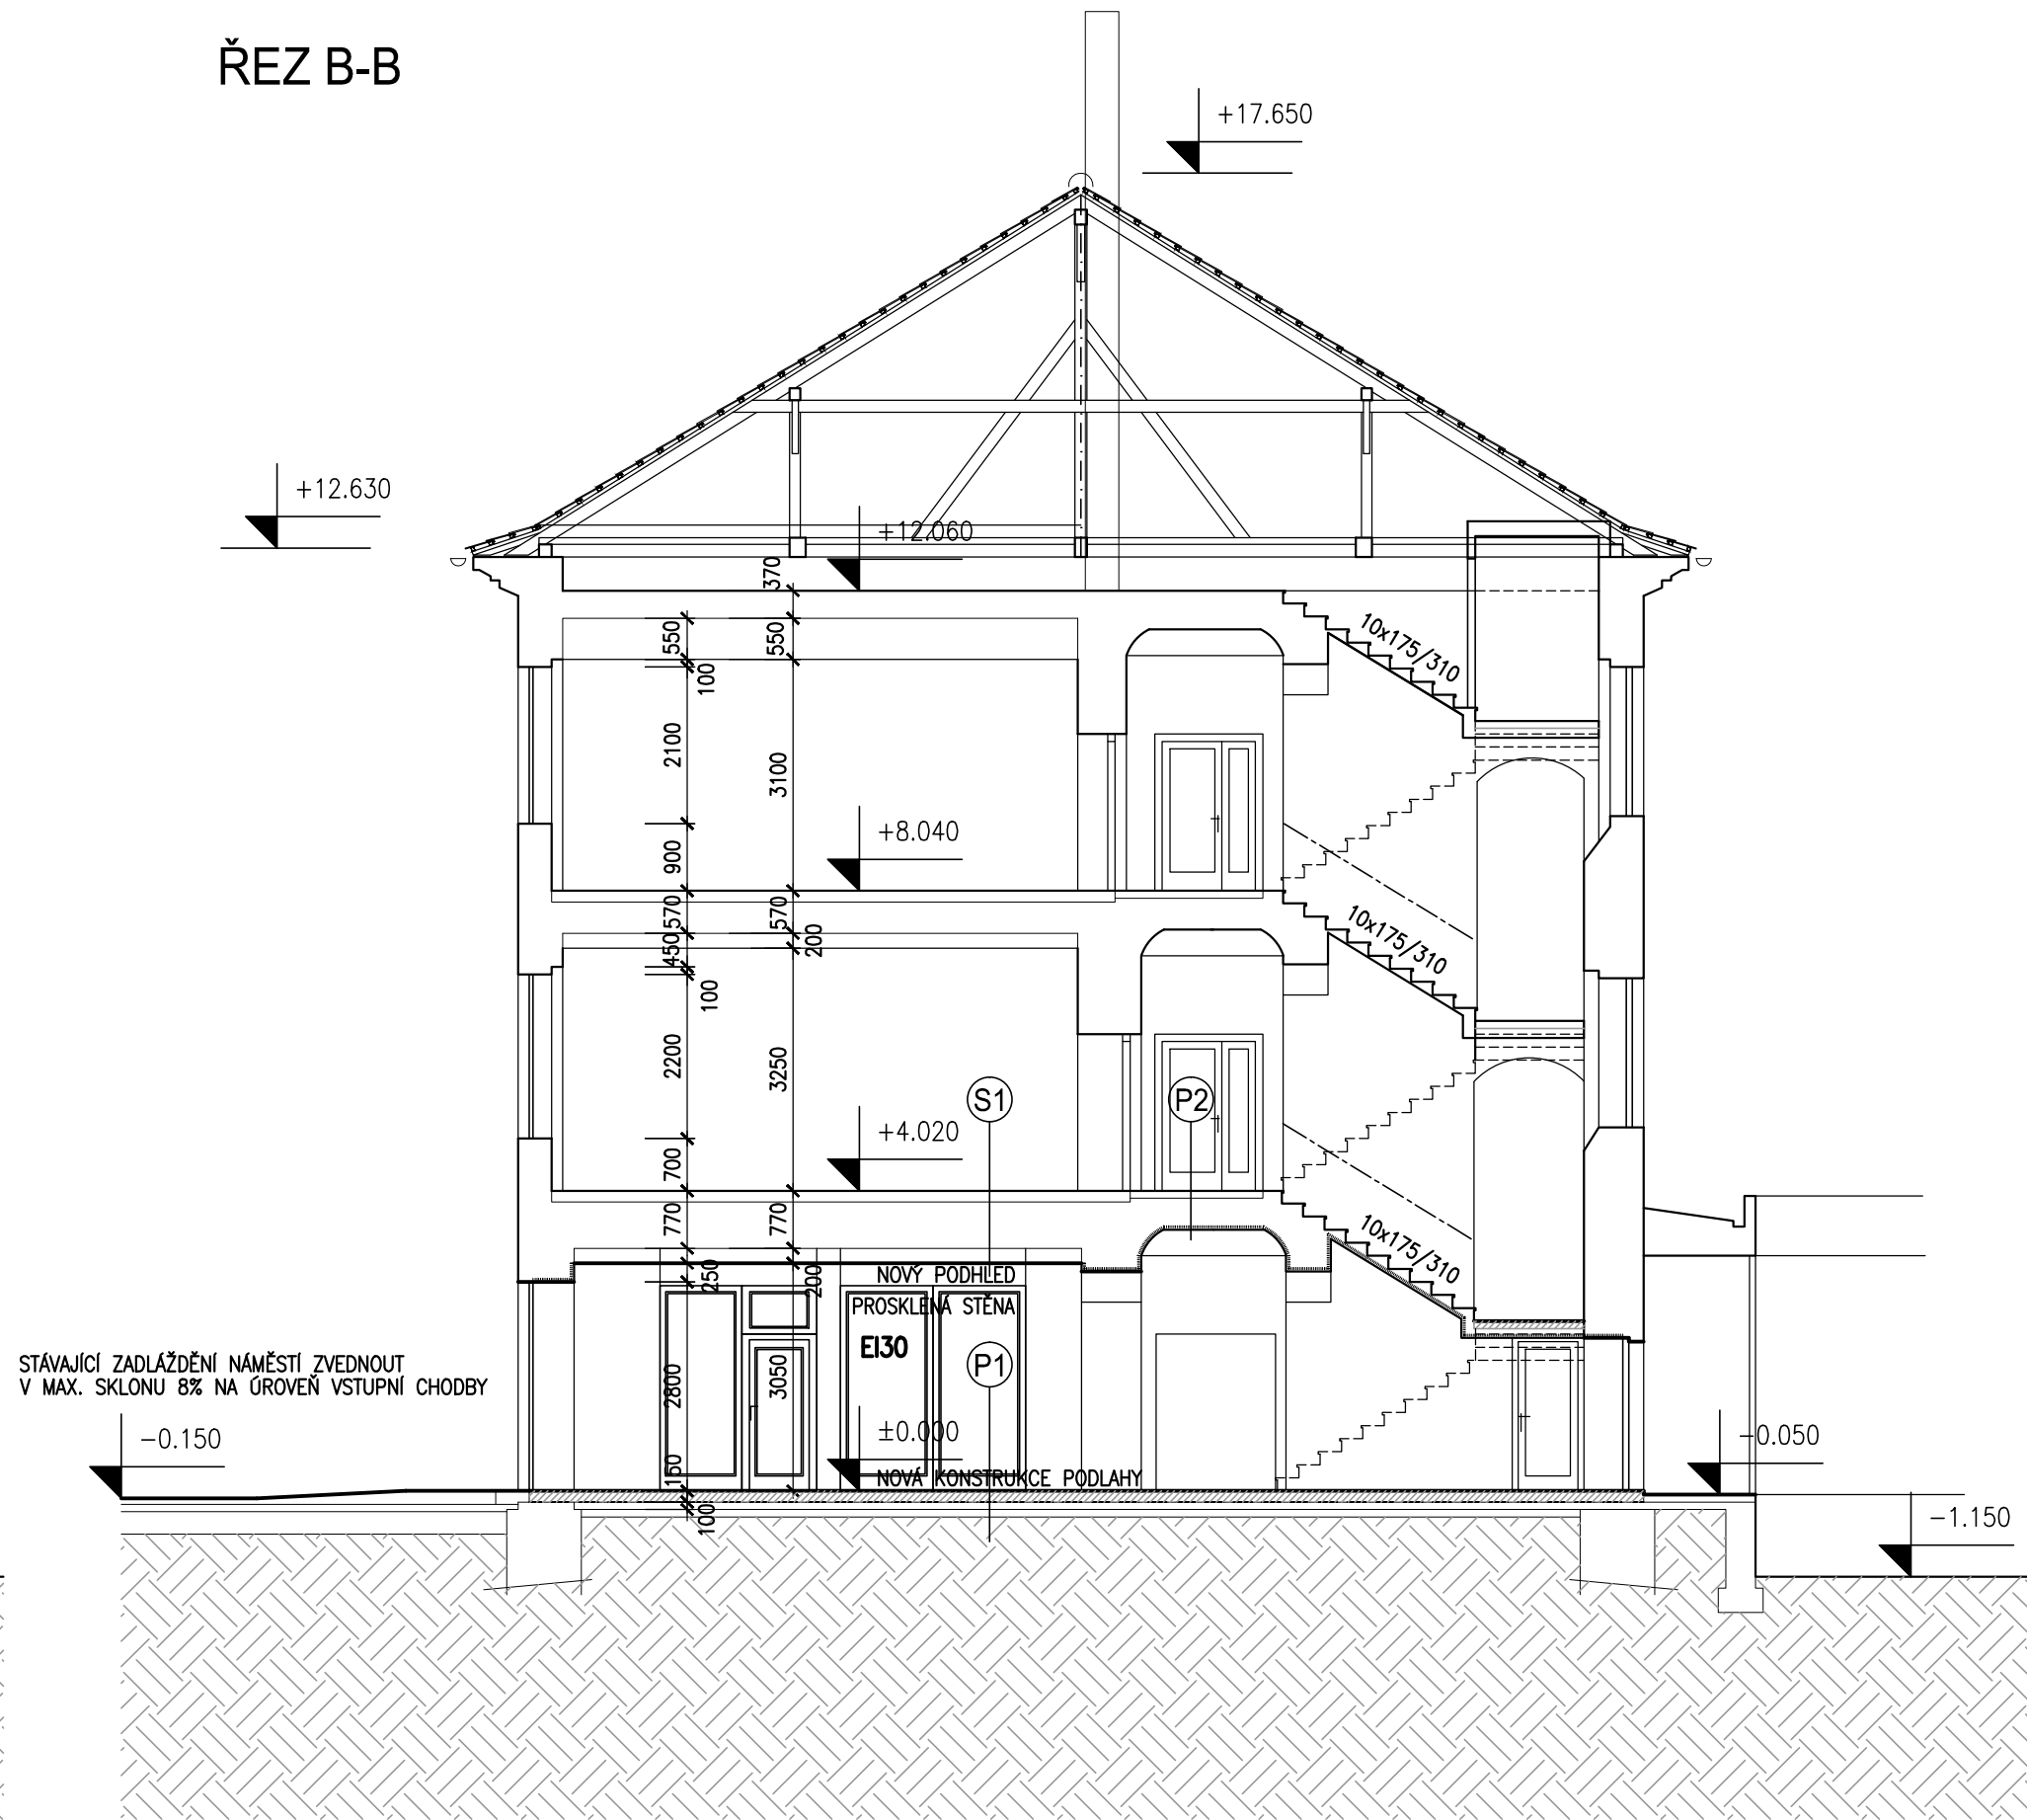 ŘEZ B-B
+17.650
+12.630
+12.060
370
550
550
100
10x175/310
2100
3100
+8.040
900
570
570
10x175/310
450
200
100
2200
3250
S1
P2
+4.020
700
770
770
10x175/310
250
200
NOVÝ PODHLED
PROSKLENÁ STĚNA
EI30
P1
STÁVAJÍCÍ ZADLÁŽDĚNÍ NÁMĚSTÍ ZVEDNOUT
V MAX. SKLONU 8% NA ÚROVEŇ VSTUPNÍ CHODBY
2800
3050
-0.150
±0.000
-0.050
150
NOVÁ KONSTRUKCE PODLAHY
100
-1.150